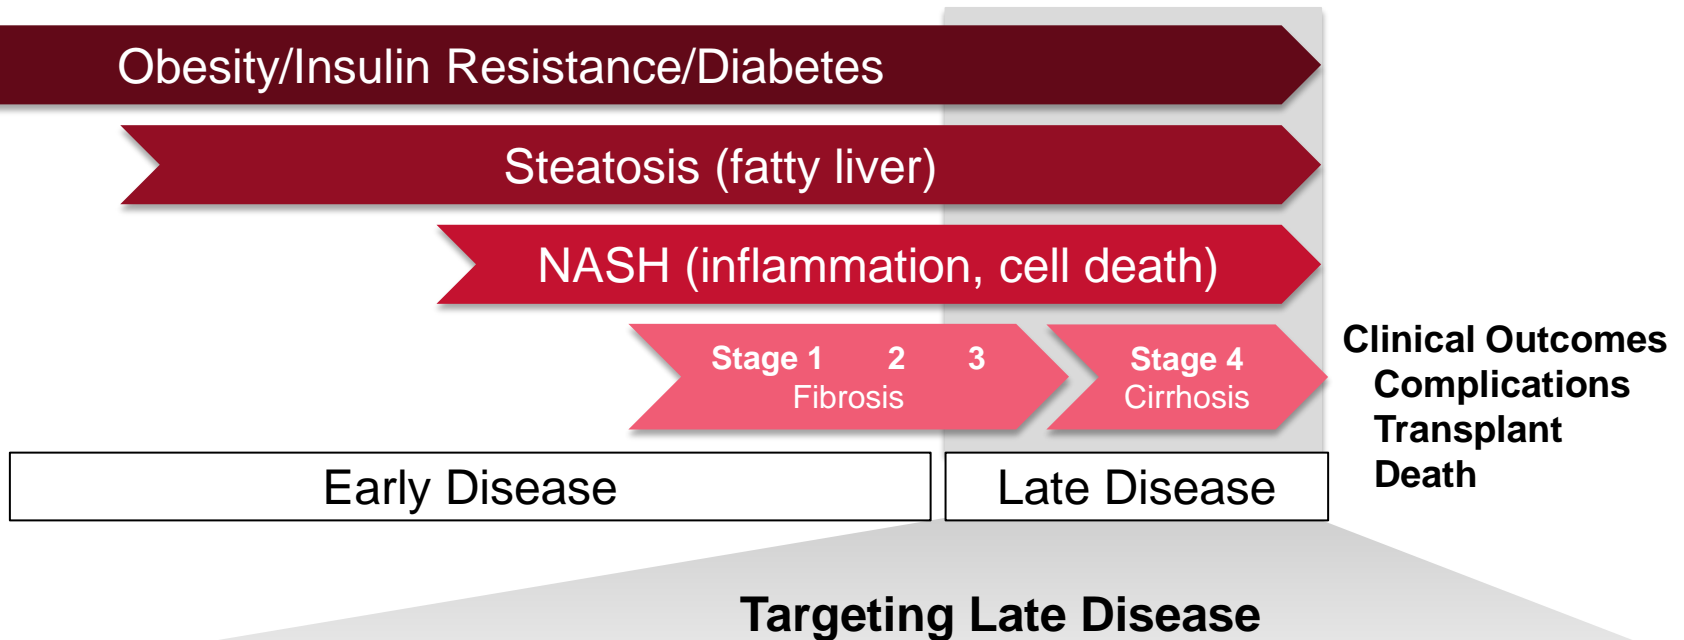 Obesity/Insulin Resistance/Diabetes
Steatosis (fatty liver)
NASH (inflammation, cell death)
Stage 1 2 3
Fibrosis
Stage 4
Cirrhosis
Clinical Outcomes
Complications
Transplant
Death
Early Disease
Late Disease
Targeting Late Disease